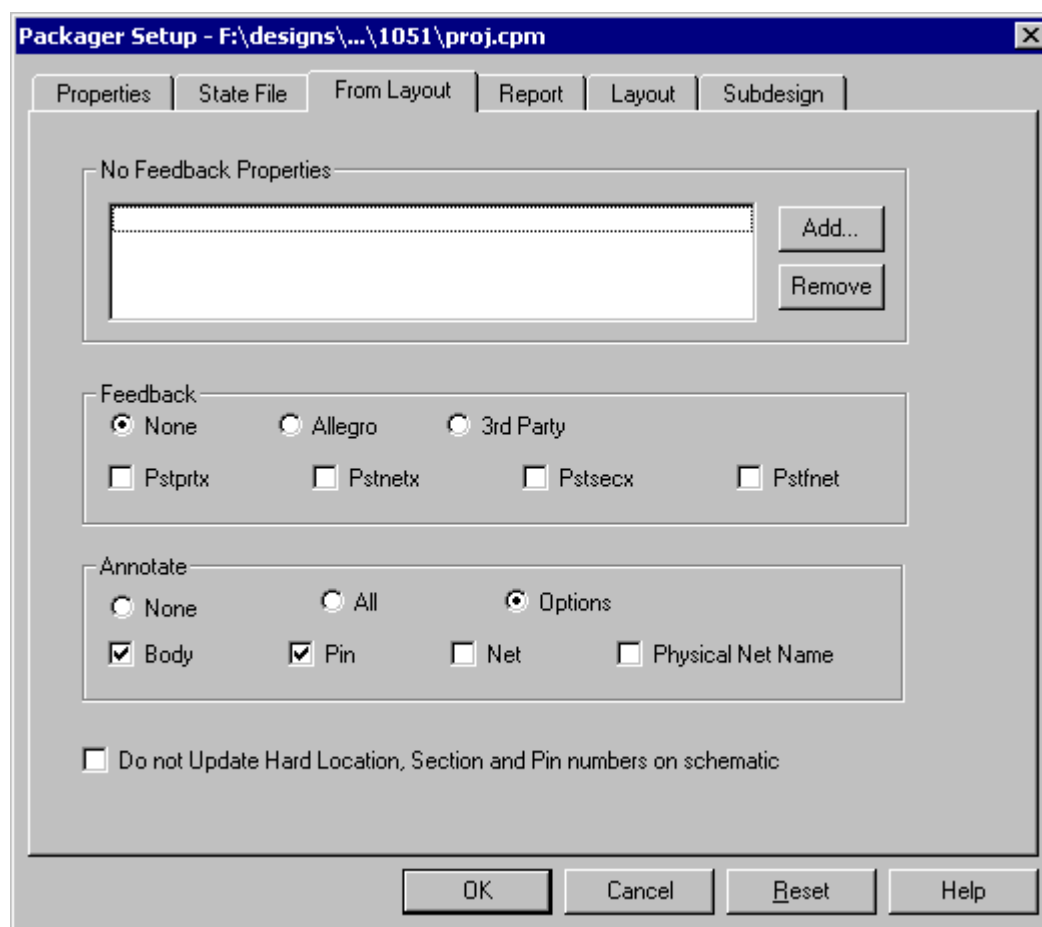 Packager Setup - F:\designs\...\1051\proj.cpm
Properties State File From Layout Report Layout Subdesign
No Feedback Properties
Add...
Remove
Feedback
None Allegro 3rd Party
Pstprtx Pstnetx Pstsecx Pstfnet
Annotate
None All Options
Body Pin Net Physical Net Name
Do not Update Hard Location, Section and Pin numbers on schematic
OK Cancel Reset Help